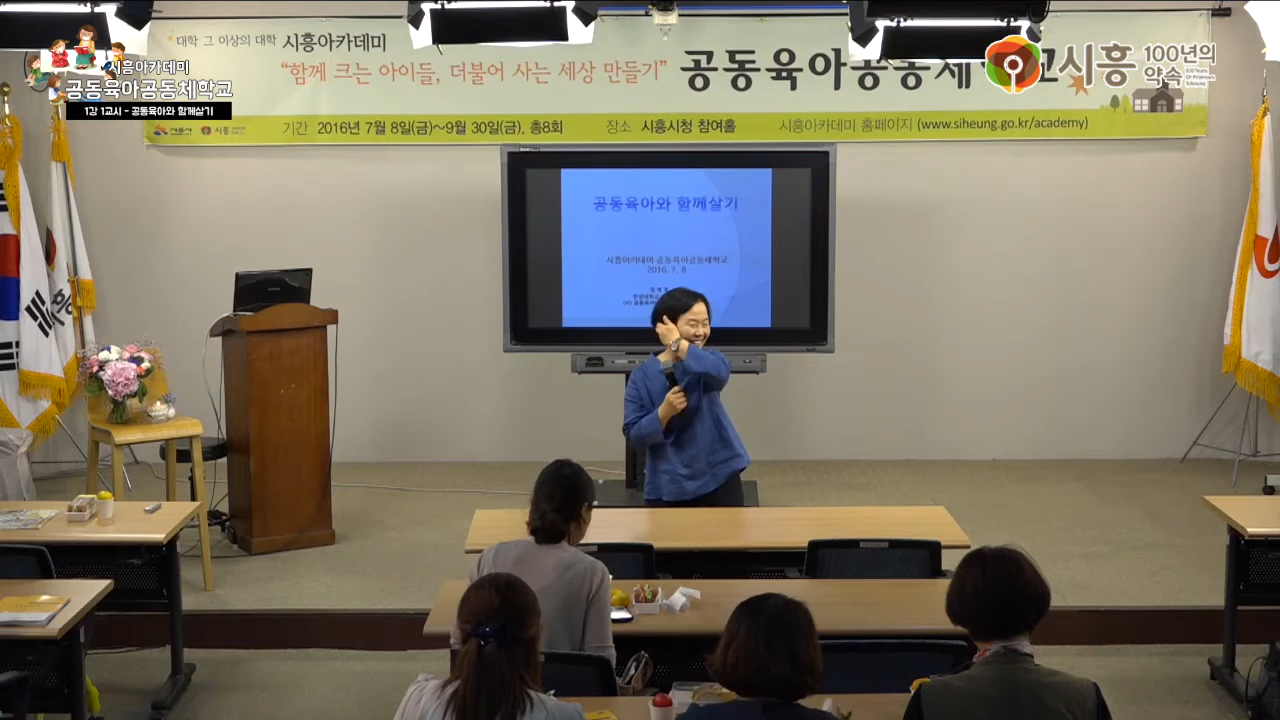 시흥아카데미
공동육아공동체학교
1강 1교시 - 공동육아와 함께살기
대학 그 이상의 대학 시흥아카데미
“함께 크는 아이들, 더불어 사는 세상 만들기” 공동육아공동체
교
시흥 100년의
약속
시흥시 시흥
기간 2016년 7월 8일(금)~9월 30일(금), 총8회 장소 시흥시청 참여홀 시흥아카데미 홈페이지 (www.siheung.go.kr/academy)
공동육아와 함께살기
시흥아카데미 공동육아공동체학교
2016. 7. 8